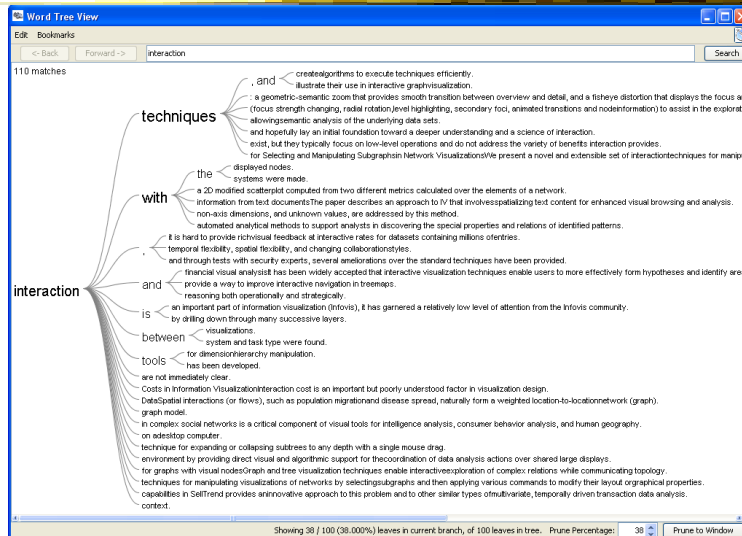 Word Tree View
Edit Bookmarks
<- Back Forward -> interaction Search
110 matches
interaction
techniques
, and
createalgorithms to execute techniques efficiently.
illustrate their use in interactive graphvisualization.
: a geometric-semantic zoom that provides smooth transition between overview and detail, and a fisheye distortion that displays the focus a
(focus strength changing, radial rotation,level highlighting, secondary foci, animated transitions and nodeinformation) to assist in the explorat
allowingsemantic analysis of the underlying data sets.
and hopefully lay an initial foundation toward a deeper understanding and a science of interaction.
exist, but they typically focus on low-level operations and do not address the variety of benefits interaction provides.
for Selecting and Manipulating Subgraphsin Network VisualizationsWe present a novel and extensible set of interactiontechniques for manip
with
the
displayed nodes.
systems were made.
a 2D modified scatterplot computed from two different metrics calculated over the elements of a network.
information from text documentsThe paper describes an approach to IV that involvesspatializing text content for enhanced visual browsing and analysis.
non-axis dimensions, and unknown values, are addressed by this method.
automated analytical methods to support analysts in discovering the special properties and relations of identified patterns.
,
it is hard to provide richvisual feedback at interactive rates for datasets containing millions ofentries.
temporal flexibility, spatial flexibility, and changing collaborationstyles.
and through tests with security experts, several ameliorations over the standard techniques have been provided.
and
financial visual analysisIt has been widely accepted that interactive visualization techniques enable users to more effectively form hypotheses and identify are
provide a way to improve interactive navigation in treemaps.
reasoning both operationally and strategically.
is
an important part of information visualization (Infovis), it has garnered a relatively low level of attention from the Infovis community.
by drilling down through many successive layers.
between
visualizations.
system and task type were found.
tools
for dimensionhierarchy manipulation.
has been developed.
are not immediately clear.
Costs in Information VisualizationInteraction cost is an important but poorly understood factor in visualization design.
DataSpatial interactions (or flows), such as population migrationand disease spread, naturally form a weighted location-to-locationnetwork (graph).
graph model.
in complex social networks is a critical component of visual tools for intelligence analysis, consumer behavior analysis, and human geography.
on adesktop computer.
technique for expanding or collapsing subtrees to any depth with a single mouse drag.
environment by providing direct visual and algorithmic support for thecoordination of data analysis actions over shared large displays.
for graphs with visual nodesGraph and tree visualization techniques enable interactiveexploration of complex relations while communicating topology.
techniques for manipulating visualizations of networks by selectingsubgraphs and then applying various commands to modify their layout orgraphical properties.
capabilities in SellTrend provides aninnovative approach to this problem and to other similar types ofmultivariate, temporally driven transaction data analysis.
context.
Showing 38 / 100 (38.000%) leaves in current branch, of 100 leaves in tree. Prune Percentage: 38 Prune to Window